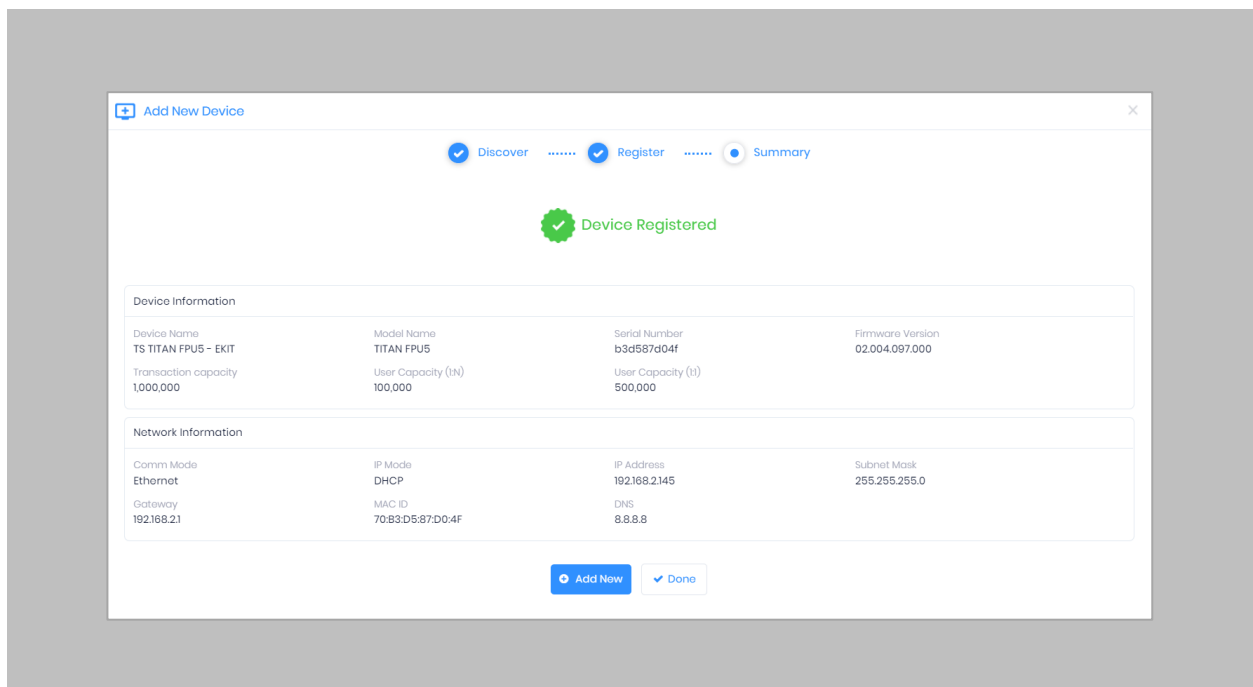 Add New Device
Discover ....... Register ....... Summary
Device Registered
Device Information
Device Name Model Name Serial Number Firmware Version
TS TITAN FPU5 - EKIT TITAN FPU5 b3d587d04f 02.004.097.000
Transaction capacity User Capacity (1:N) User Capacity (1:1)
1,000,000 100,000 500,000
Network Information
Comm Mode IP Mode IP Address Subnet Mask
Ethernet DHCP 192.168.2.145 255.255.255.0
Gateway MAC ID DNS
192.168.2.1 70:B3:D5:87:D0:4F 8.8.8.8
Add New Done